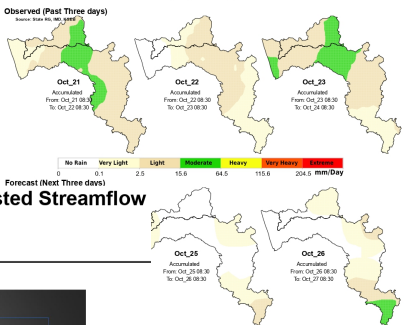 Observed (Past Three days)
Source: State RG, IMD, KSEB
Oct_21
Accumulated
From: Oct_21 08:30
To: Oct_22 08:30
Oct_22
Accumulated
From: Oct_22 08:30
To: Oct_23 08:30
Oct_23
Accumulated
From: Oct_23 08:30
To: Oct_24 08:30
No Rain Very Light Light Moderate Heavy Very Heavy Extreme
0 0.1 2.5 15.6 64.5 115.6 204.5 mm/Day
Forecast (Next Three days)
sted Streamflow
Oct_25
Accumulated
From: Oct_25 08:30
To: Oct_26 08:30
Oct_26
Accumulated
From: Oct_26 08:30
To: Oct_27 08:30